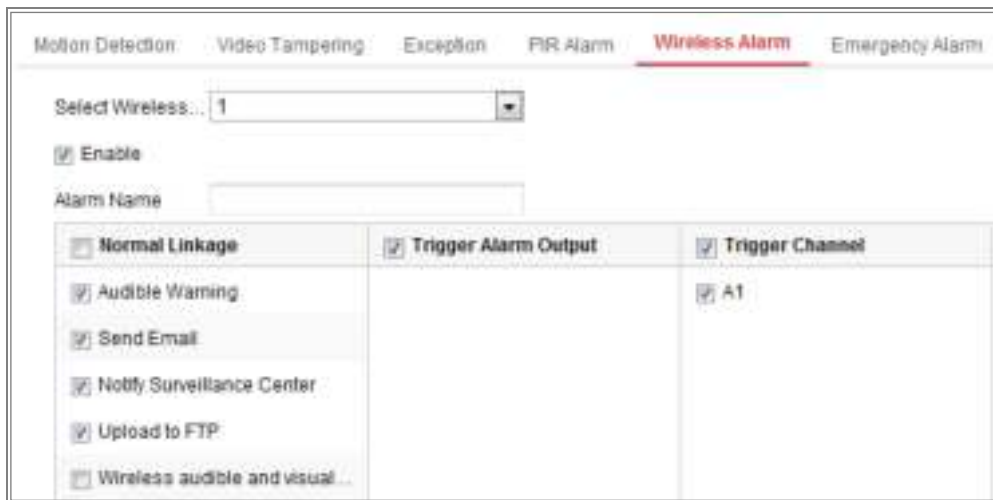 Motion Detection Video Tampering Exception PIR Alarm Wireless Alarm Emergency Alarm
Select Wireless... 1
Enable
Alarm Name
Normal Linkage Trigger Alarm Output Trigger Channel
Audible Warning A1
Send Email
Notify Surveillance Center
Upload to FTP
Wireless audible and visual...